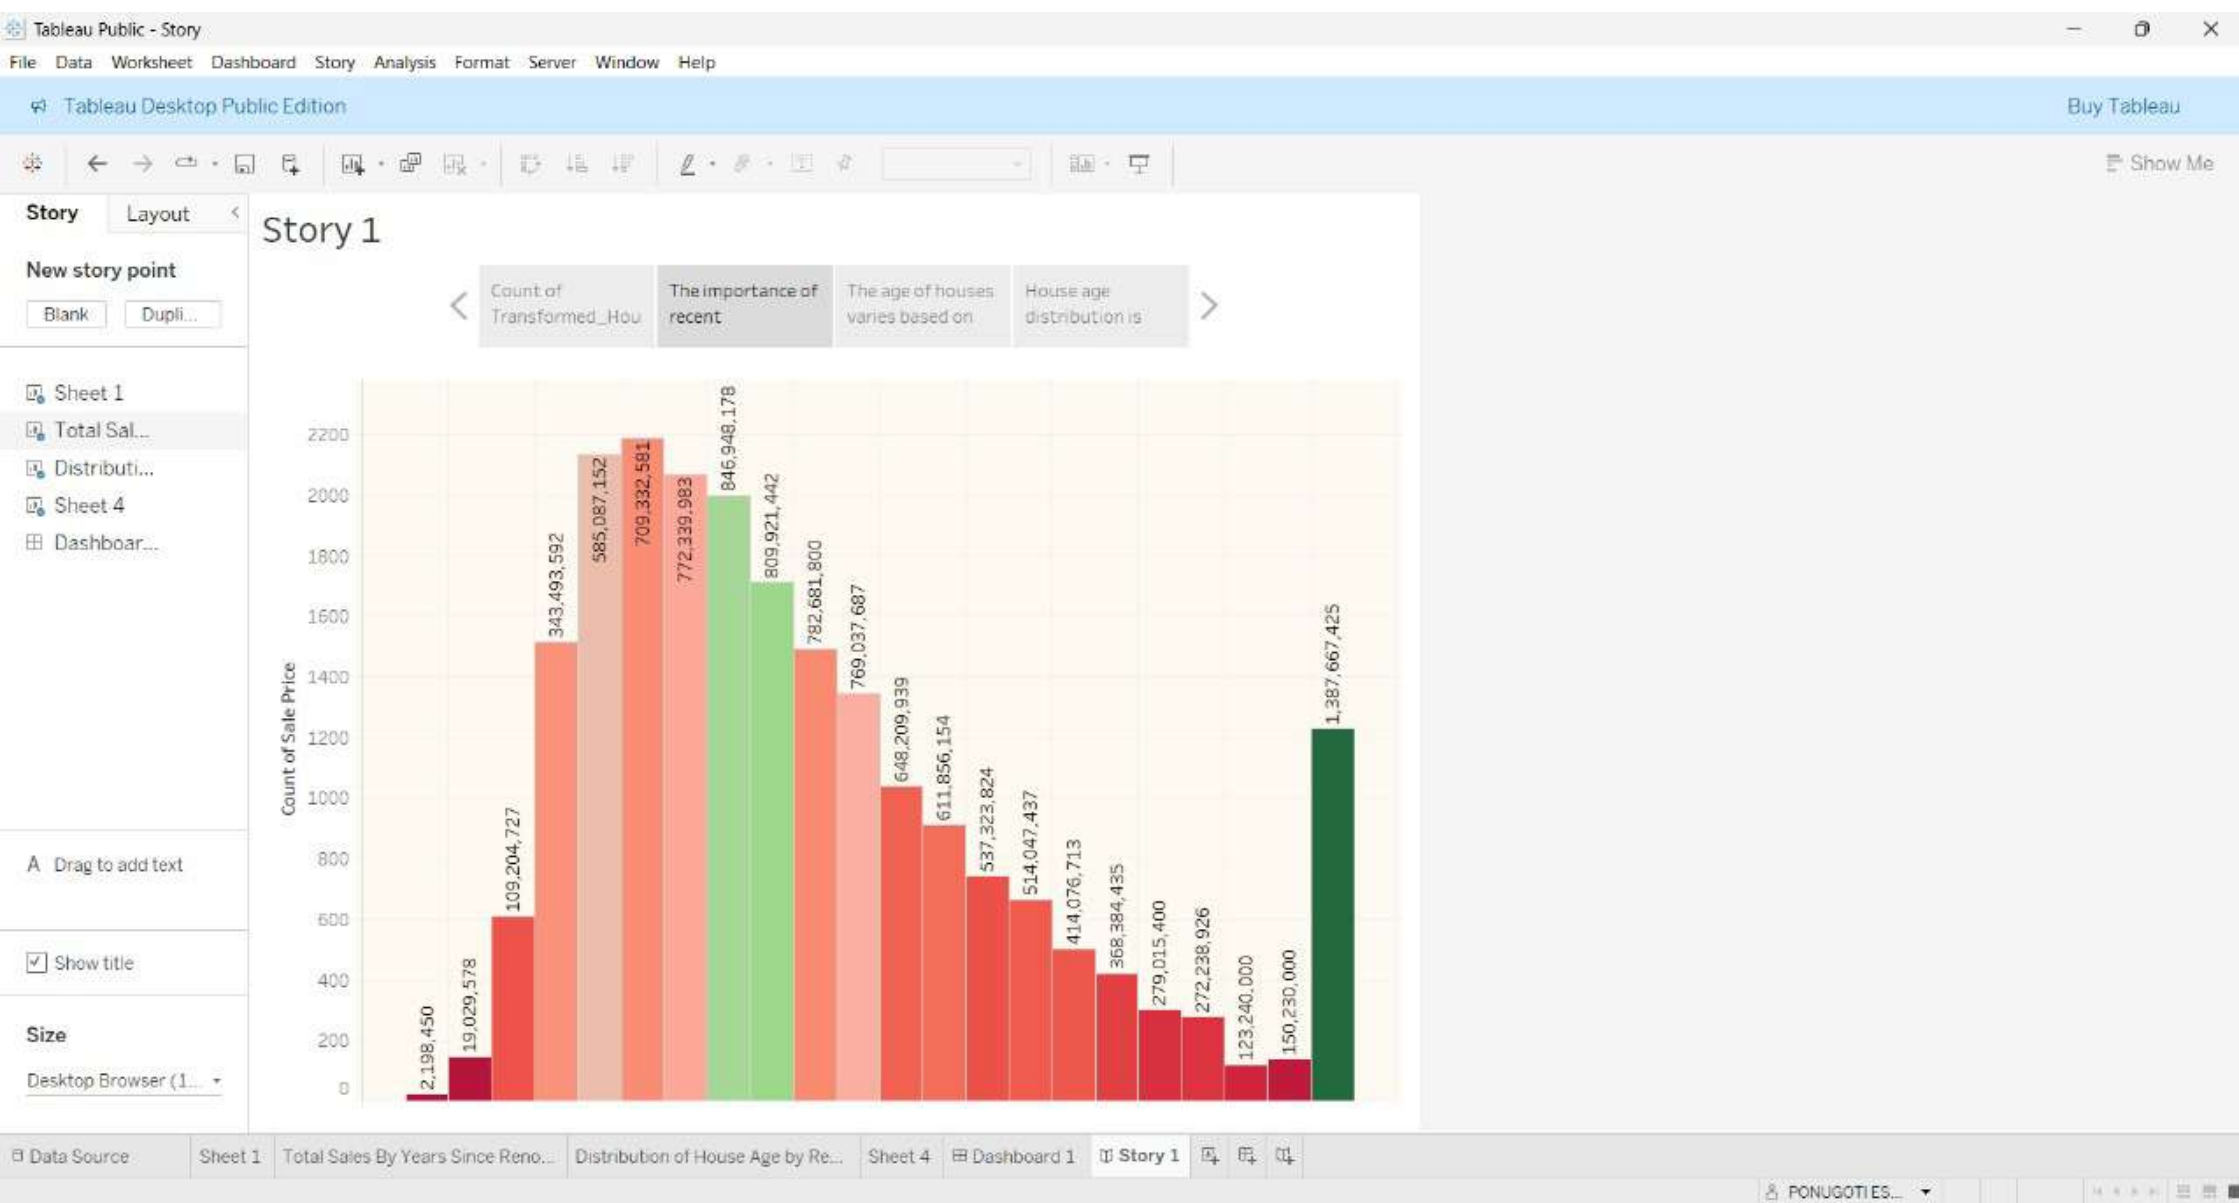 Tableau Public - Story
File Data Worksheet Dashboard Story Analysis Format Server Window Help
Tableau Desktop Public Edition
Buy Tableau
Show Me
Story Layout
New story point
Blank Dupli...
Sheet 1
Total Sal...
Distributi...
Sheet 4
Dashboar...
A Drag to add text
Show title
Size
Desktop Browser (1...
Story 1
Count of
Transformed_Hou
The importance of
recent
The age of houses
varies based on
House age
distribution is
Count of Sale Price
2200
2000
1800
1600
1400
1200
1000
800
600
400
200
0
2,198,450
19,029,578
109,204,727
343,493,592
585,087,152
709,332,581
772,339,983
846,948,178
809,921,442
782,681,800
769,037,687
648,209,939
611,856,154
537,323,824
514,047,437
414,076,713
368,384,435
279,015,400
272,238,926
123,240,000
150,230,000
1,387,667,425
Data Source Sheet 1 Total Sales By Years Since Reno... Distribution of House Age by Re... Sheet 4 Dashboard 1 Story 1
PONUGOTI ES...